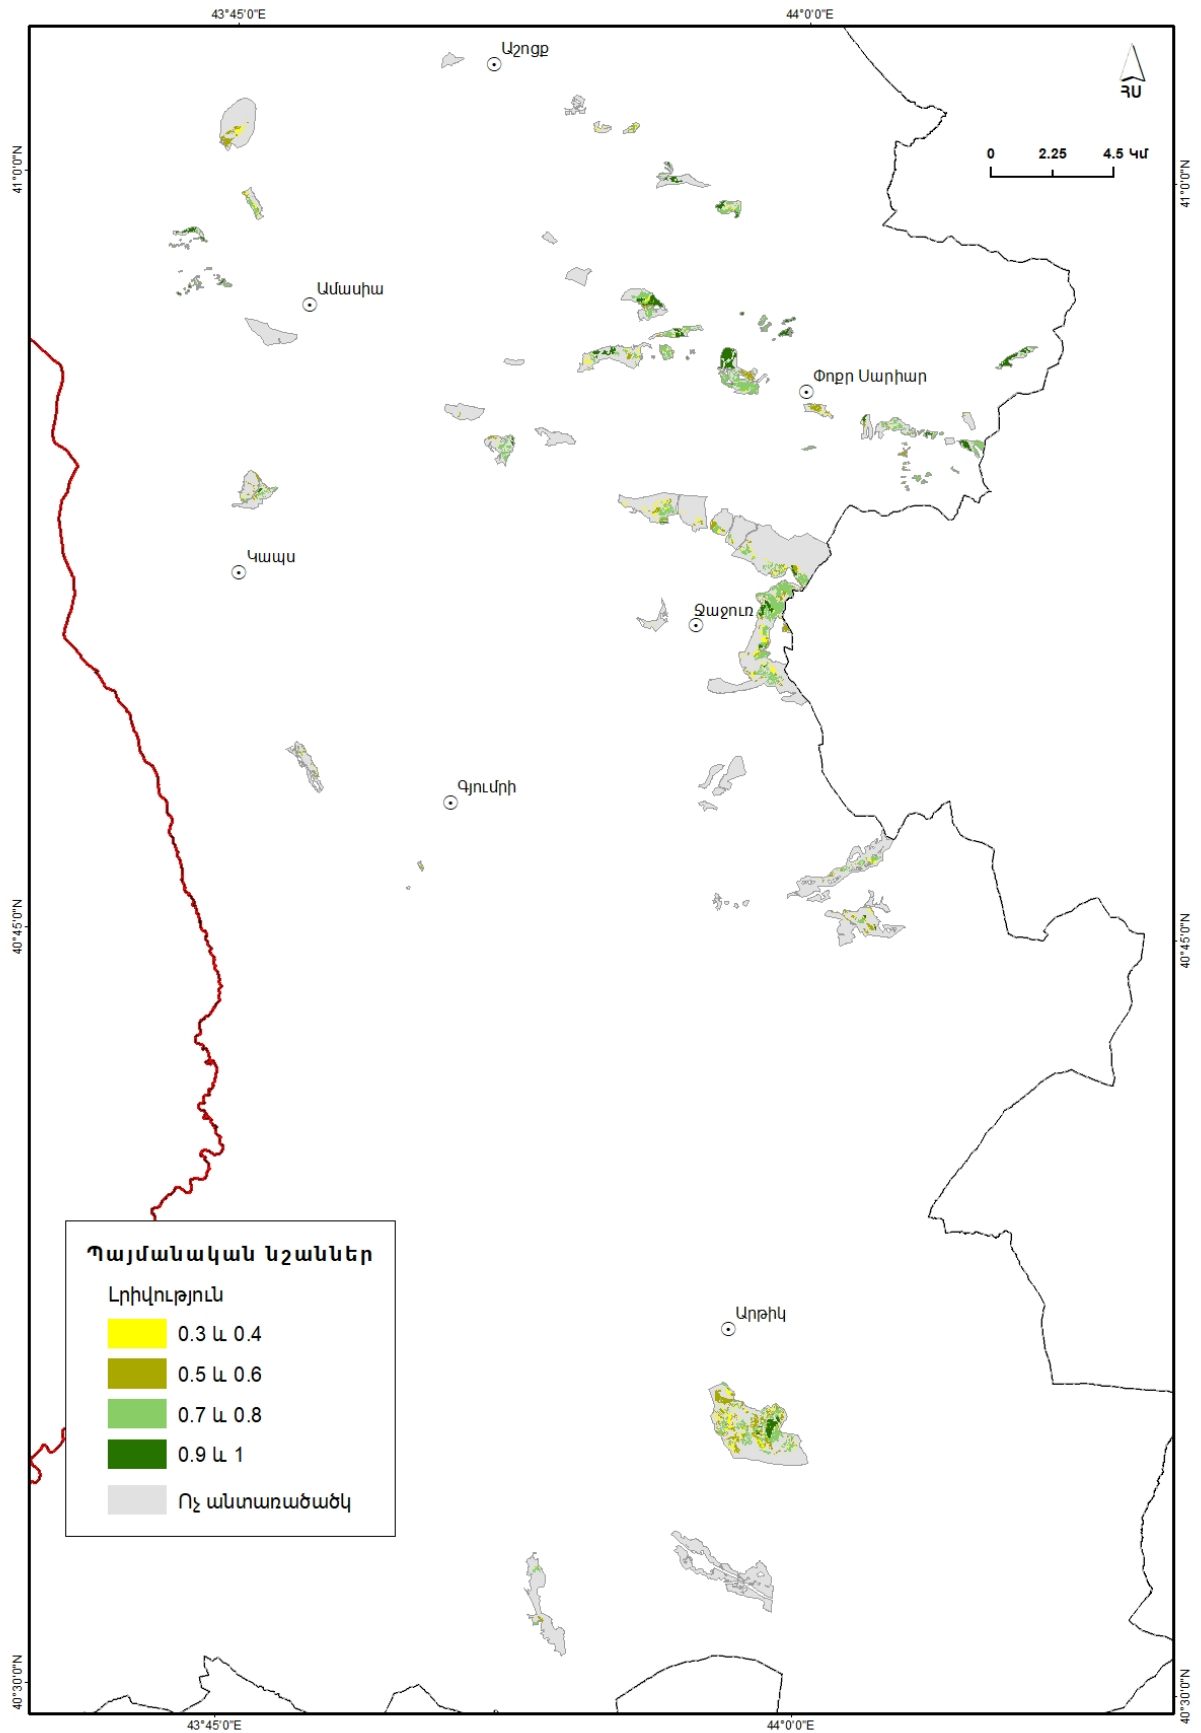 43°45'0"E
44°0'0"E
Աշոցք
ՀՍ
0 2.25 4.5 Կմ
41°0'0"N
41°0'0"N
Ամասիա
Փոքր Սարիար
Կապս
Ջաջուռ
Գյումրի
40°45'0"N
40°45'0"N
Պայմանական նշաններ
Լրիվություն
0.3 և 0.4
0.5 և 0.6
0.7 և 0.8
0.9 և 1
Ոչ անտառածածկ
Արթիկ
40°30'0"N
40°30'0"N
43°45'0"E
44°0'0"E